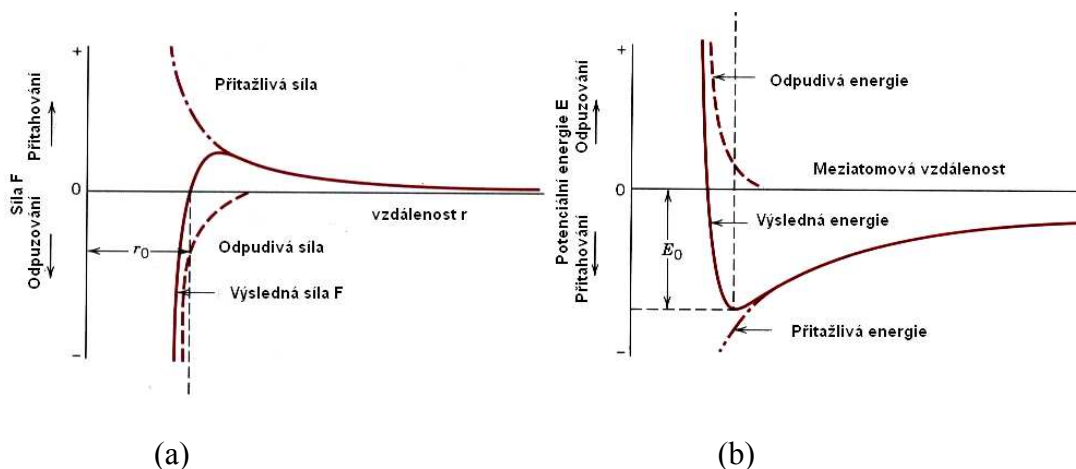 +
Přitahování
0
Síla F
Odpuzování
−
Přitažlivá síla
vzdálenost r
r0
Odpudivá síla
Výsledná síla F
(a)
+
Odpuzování
Potenciální energie E
0
Přitahování
−
Odpudivá energie
Meziatomová vzdálenost
Výsledná energie
E0
Přitažlivá energie
(b)